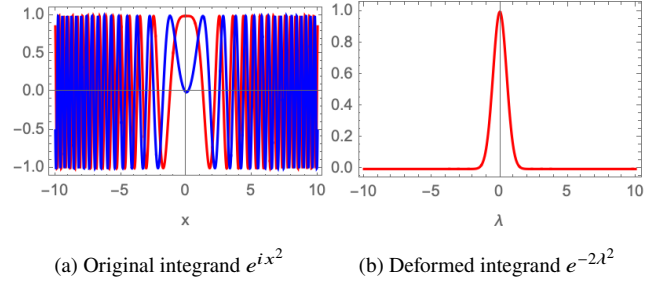 1.0
0.5
0.0
−0.5
−1.0
−10 −5 0 5 10
x
(a) Original integrand $e^{ix^2}$
1.0
0.8
0.6
0.4
0.2
0.0
−10 −5 0 5 10
λ
(b) Deformed integrand $e^{-2λ^2}$